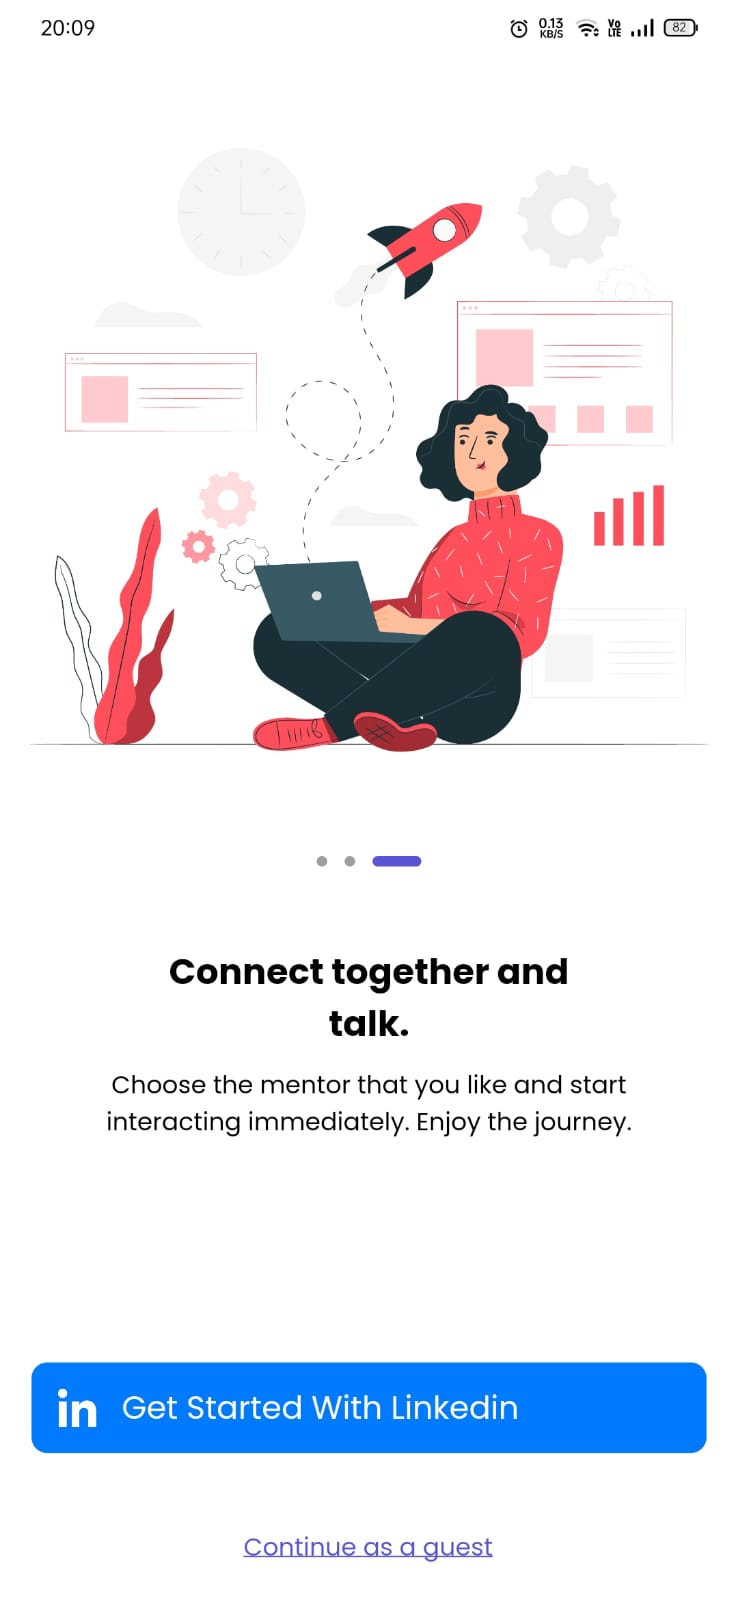 20:09
0.13
KB/S
Vo
LTE
82
Connect together and
talk.
Choose the mentor that you like and start
interacting immediately. Enjoy the journey.
in Get Started With Linkedin
Continue as a guest